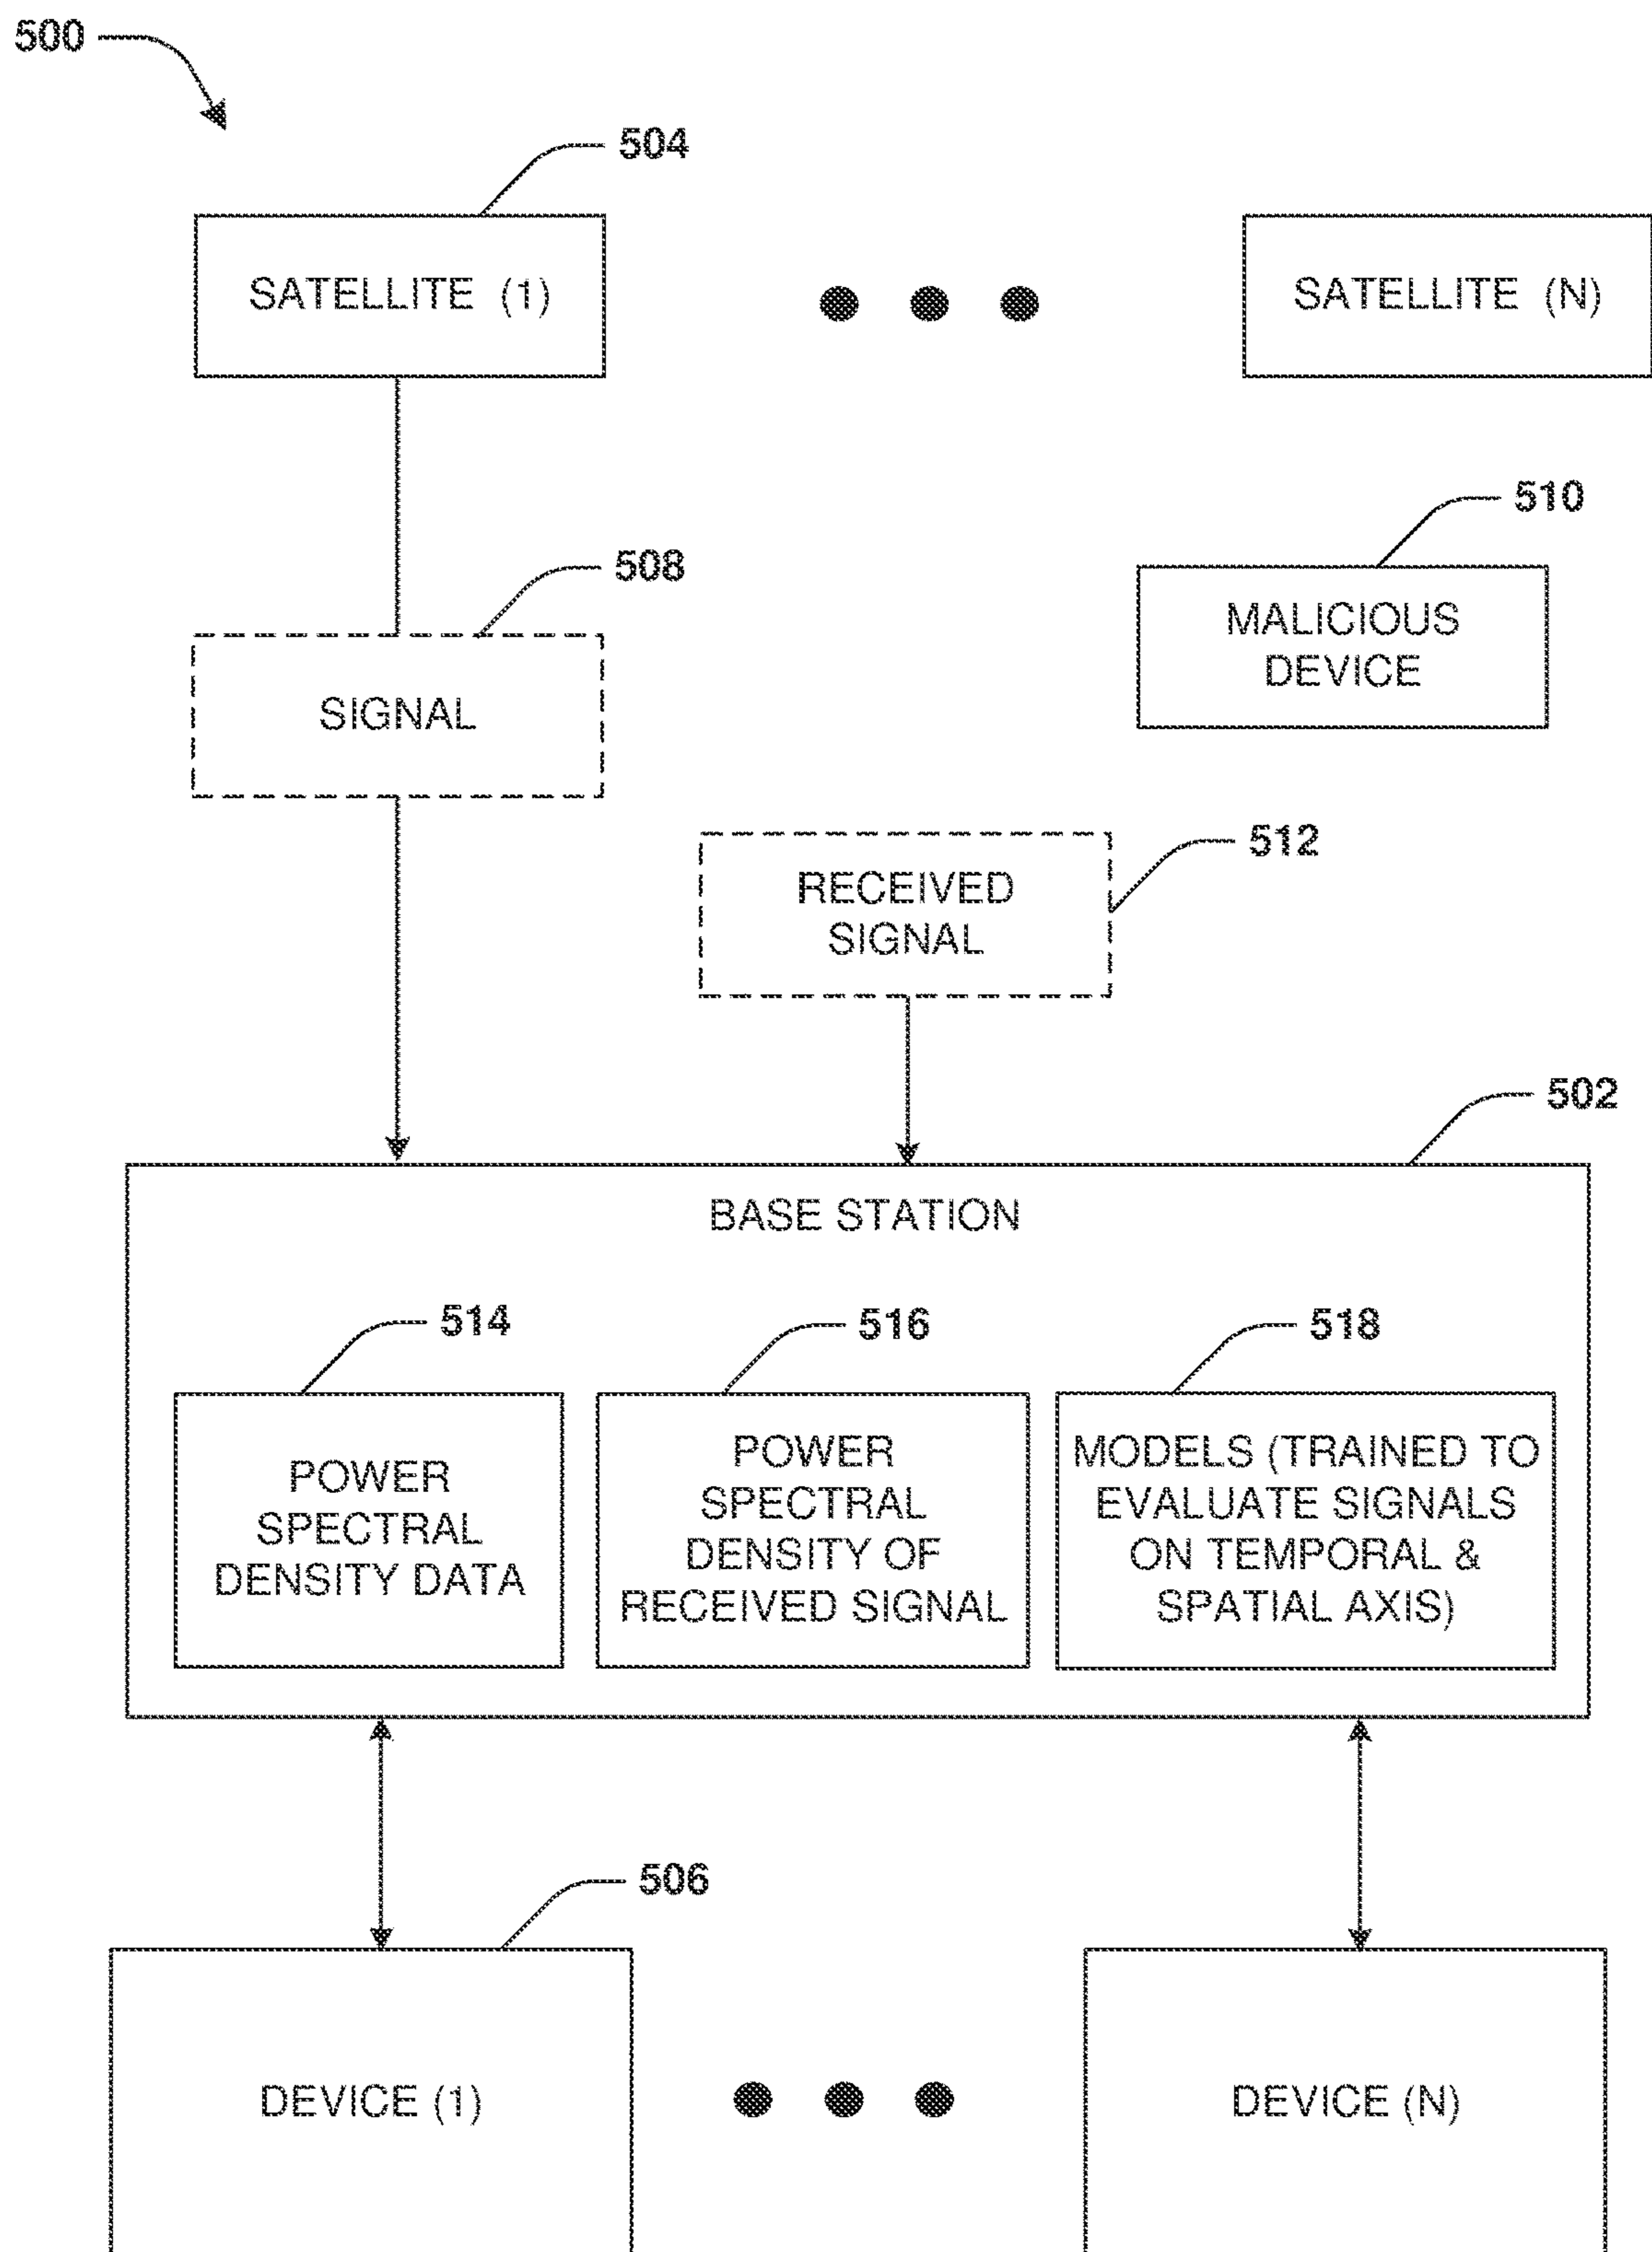 500
504
SATELLITE (1)
SATELLITE (N)
510
508
MALICIOUS
DEVICE
SIGNAL
512
RECEIVED
SIGNAL
502
BASE STATION
514
516
518
POWER
SPECTRAL
DENSITY DATA
POWER
SPECTRAL
DENSITY OF
RECEIVED SIGNAL
MODELS (TRAINED TO
EVALUATE SIGNALS
ON TEMPORAL &
SPATIAL AXIS)
506
DEVICE (1)
DEVICE (N)